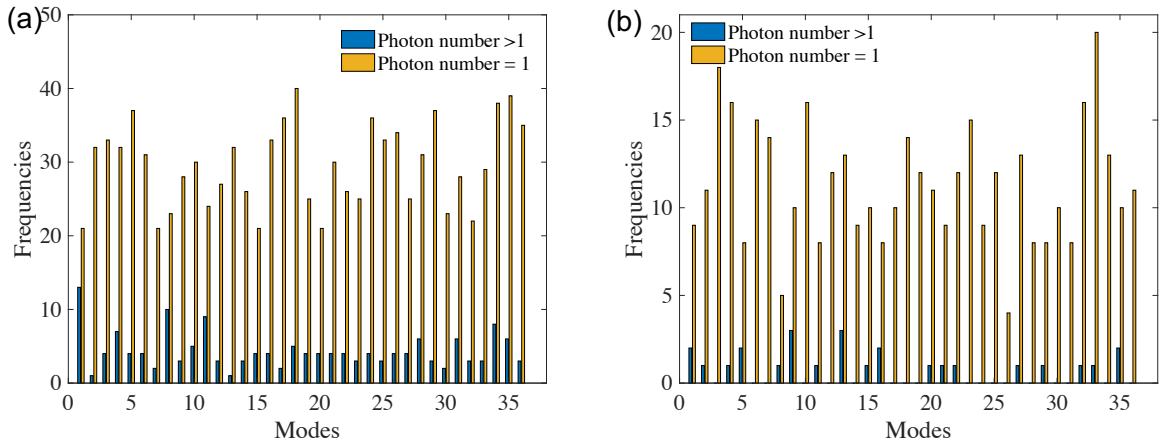 (a)
50
40
30
20
10
0
Frequencies
Photon number >1
Photon number = 1
0 5 10 15 20 25 30 35
Modes
(b)
20
15
10
5
0
Frequencies
Photon number >1
Photon number = 1
0 5 10 15 20 25 30 35
Modes